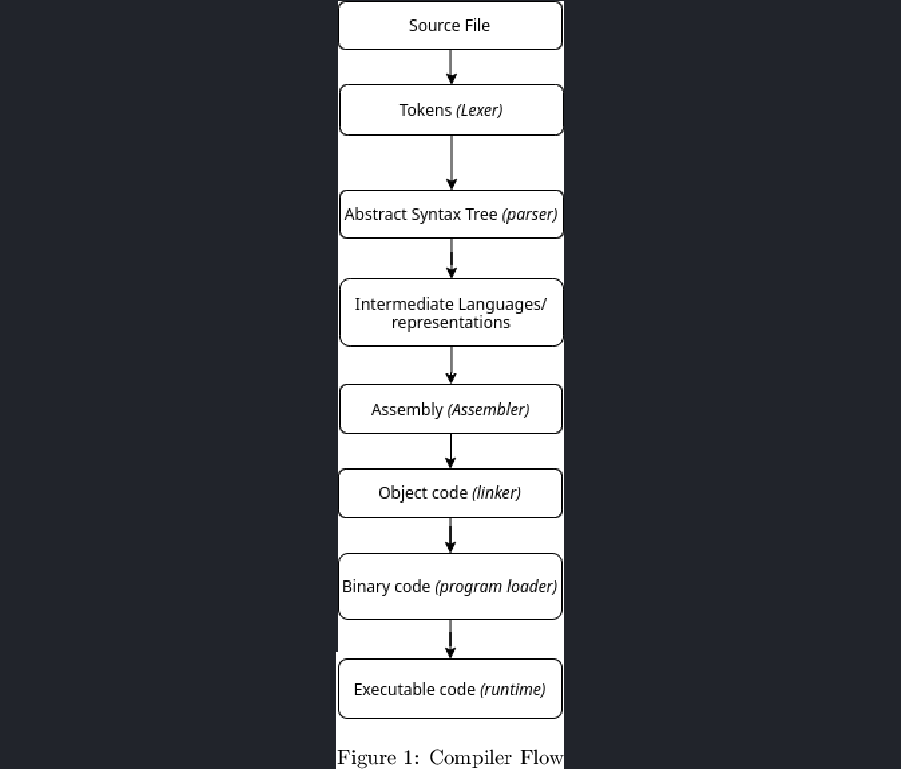 Source File
Tokens (Lexer)
Abstract Syntax Tree (parser)
Intermediate Languages/
representations
Assembly (Assembler)
Object code (linker)
Binary code (program loader)
Executable code (runtime)
Figure 1: Compiler Flow